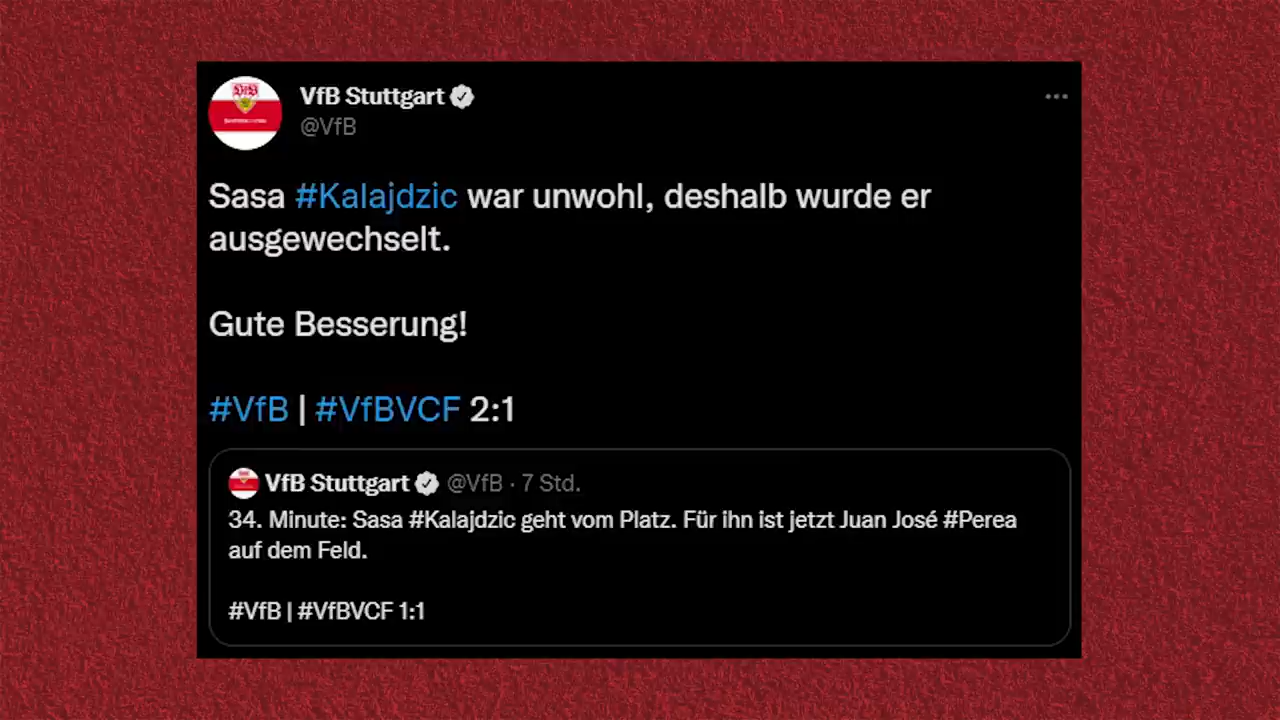 VfB Stuttgart
@VfB
Sasa #Kalajdzic war unwohl, deshalb wurde er
ausgewechselt.
Gute Besserung!
#VfB | #VfBVCF 2:1
VfB Stuttgart @VfB · 7 Std.
34. Minute: Sasa #Kalajdzic geht vom Platz. Für ihn ist jetzt Juan José #Perea
auf dem Feld.
#VfB | #VfBVCF 1:1